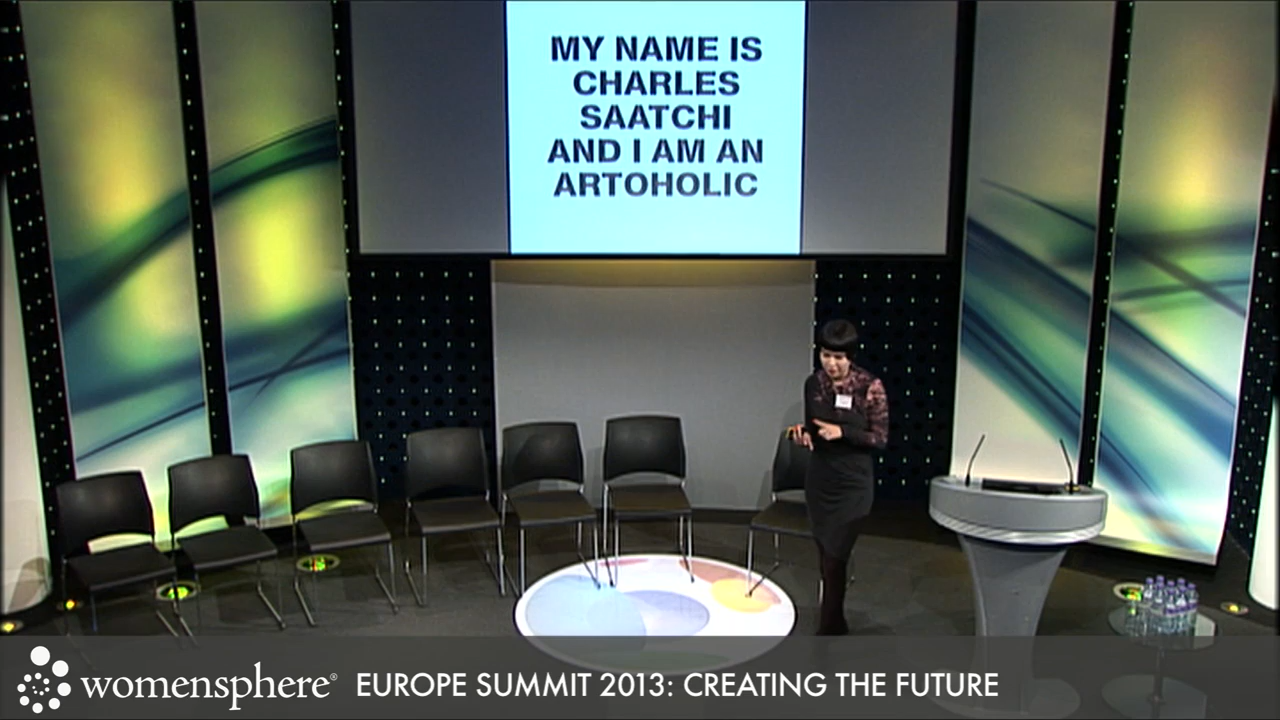 MY NAME IS
CHARLES
SAATCHI
AND I AM AN
ARTOHOLIC
womensphere® EUROPE SUMMIT 2013: CREATING THE FUTURE